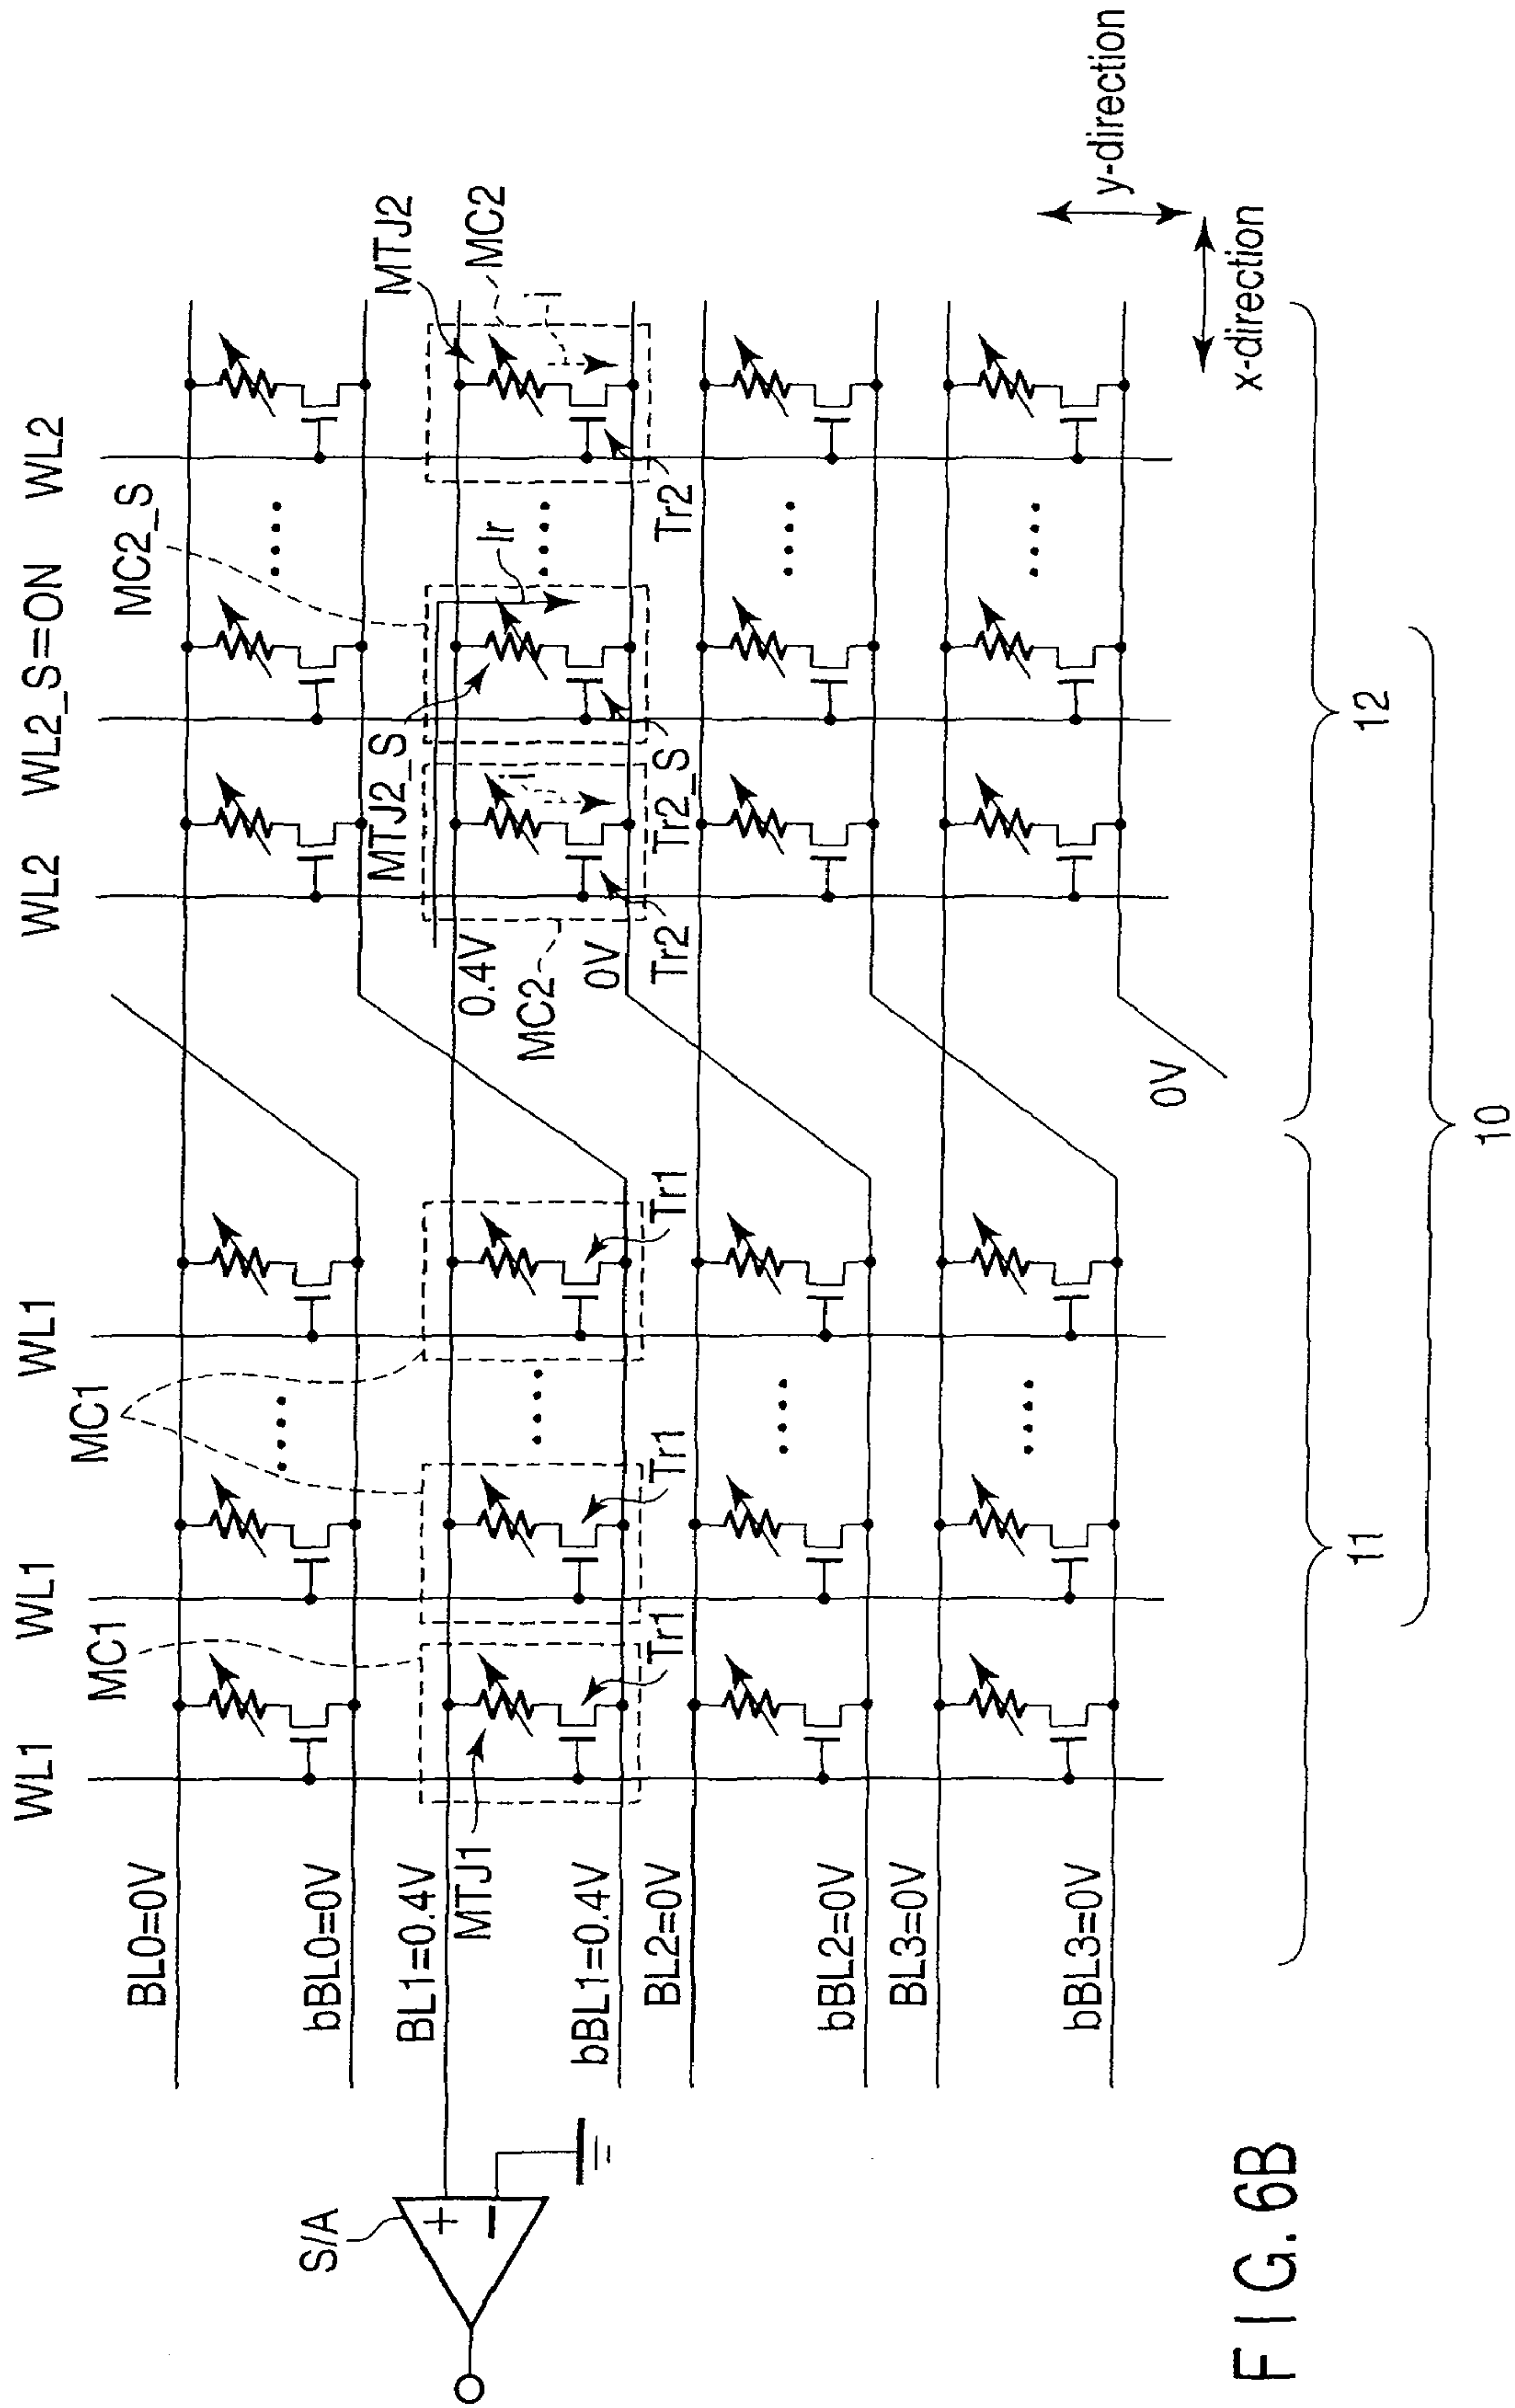 WL1
WL1
WL1
WL2
WL2_S=ON
WL2
MC1
MC1
MC2_S
BL0=0V
bBL0=0V
S/A
+
−
BL1=0.4V
MTJ1
Tr1
Tr1
Tr1
0.4V
MC2
0V
Tr2
MTJ2_S
i
Tr2_S
Ir
Tr2
MTJ2
MC2
i
bBL1=0.4V
BL2=0V
bBL2=0V
BL3=0V
bBL3=0V
0V
y-direction
x-direction
11
12
10
FIG. 6B